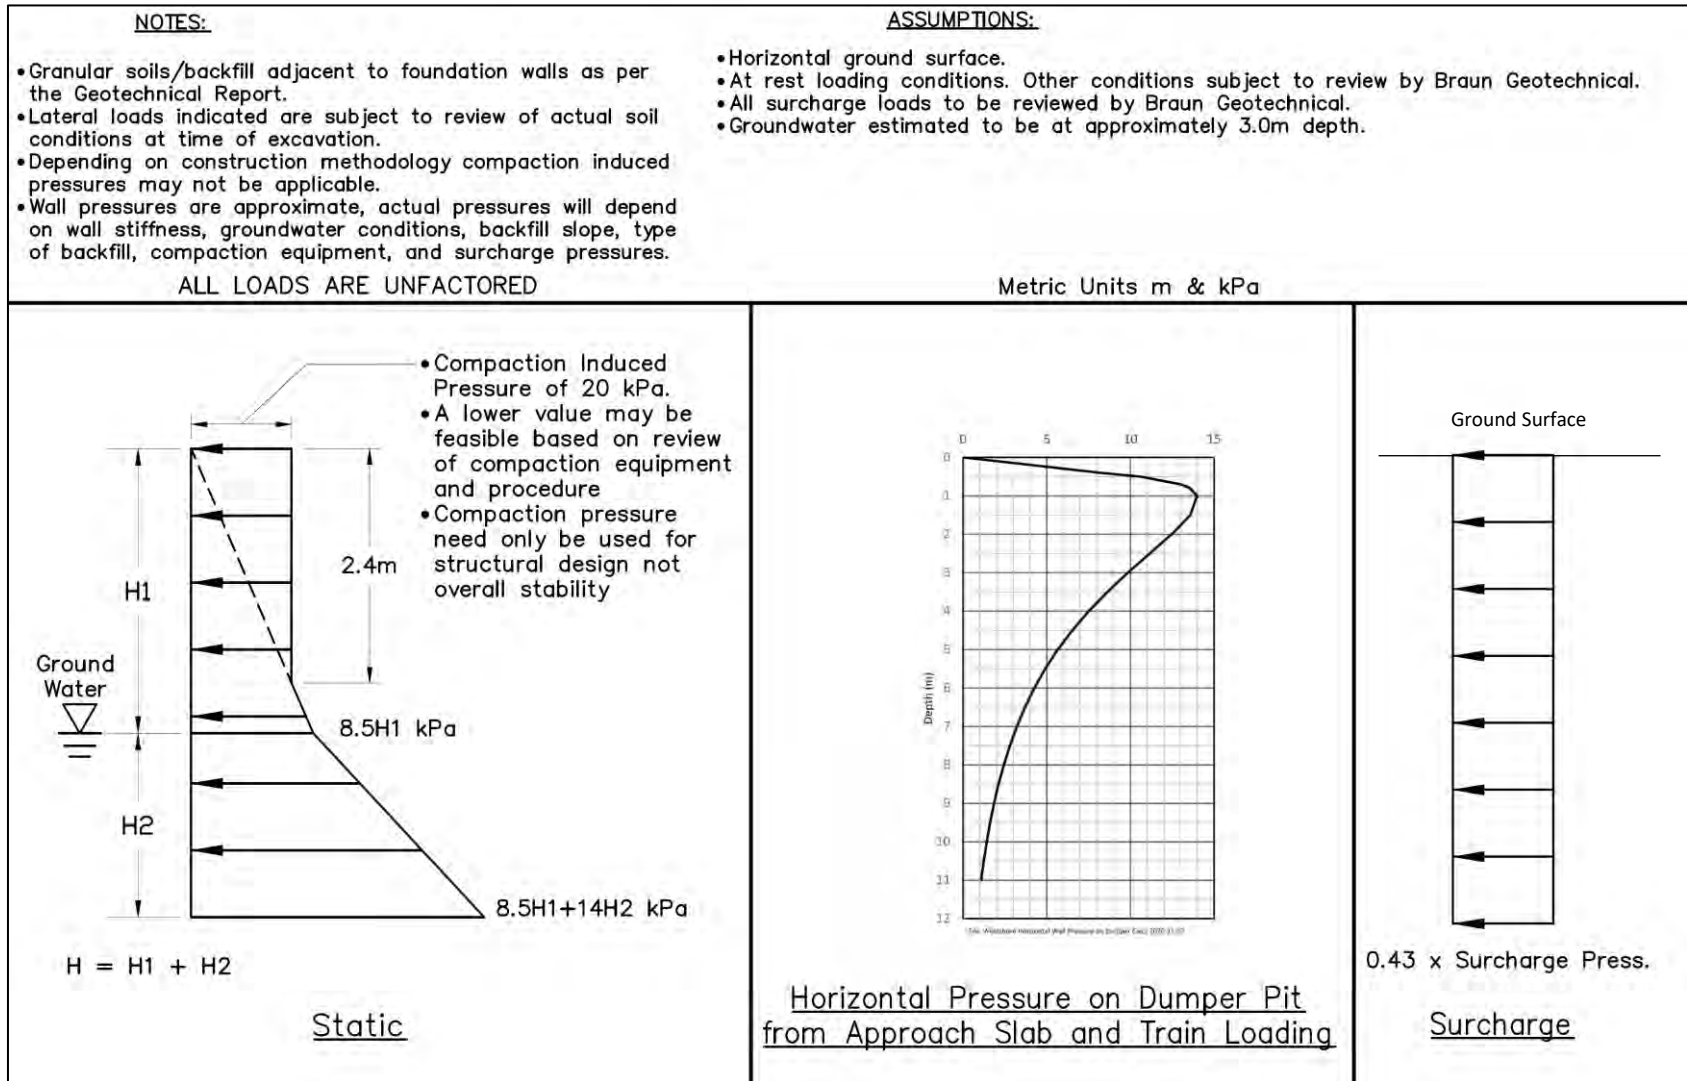 NOTES:
•Granular soils/backfill adjacent to foundation walls as per
the Geotechnical Report.
•Lateral loads indicated are subject to review of actual soil
conditions at time of excavation.
•Depending on construction methodology compaction induced
pressures may not be applicable.
•Wall pressures are approximate, actual pressures will depend
on wall stiffness, groundwater conditions, backfill slope, type
of backfill, compaction equipment, and surcharge pressures.
ALL LOADS ARE UNFACTORED
ASSUMPTIONS:
•Horizontal ground surface.
•At rest loading conditions. Other conditions subject to review by Braun Geotechnical.
•All surcharge loads to be reviewed by Braun Geotechnical.
•Groundwater estimated to be at approximately 3.0m depth.
Metric Units m & kPa
•Compaction Induced
Pressure of 20 kPa.
•A lower value may be
feasible based on review
of compaction equipment
and procedure
•Compaction pressure
need only be used for
structural design not
overall stability
2.4m
H1
Ground
Water
8.5H1 kPa
H2
8.5H1+14H2 kPa
H = H1 + H2
Static
0 5 10 15
0
1
2
3
4
5
6
7
8
9
10
11
12
Depth (m)
Horizontal Pressure on Dumper Pit
from Approach Slab and Train Loading
Ground Surface
0.43 x Surcharge Press.
Surcharge